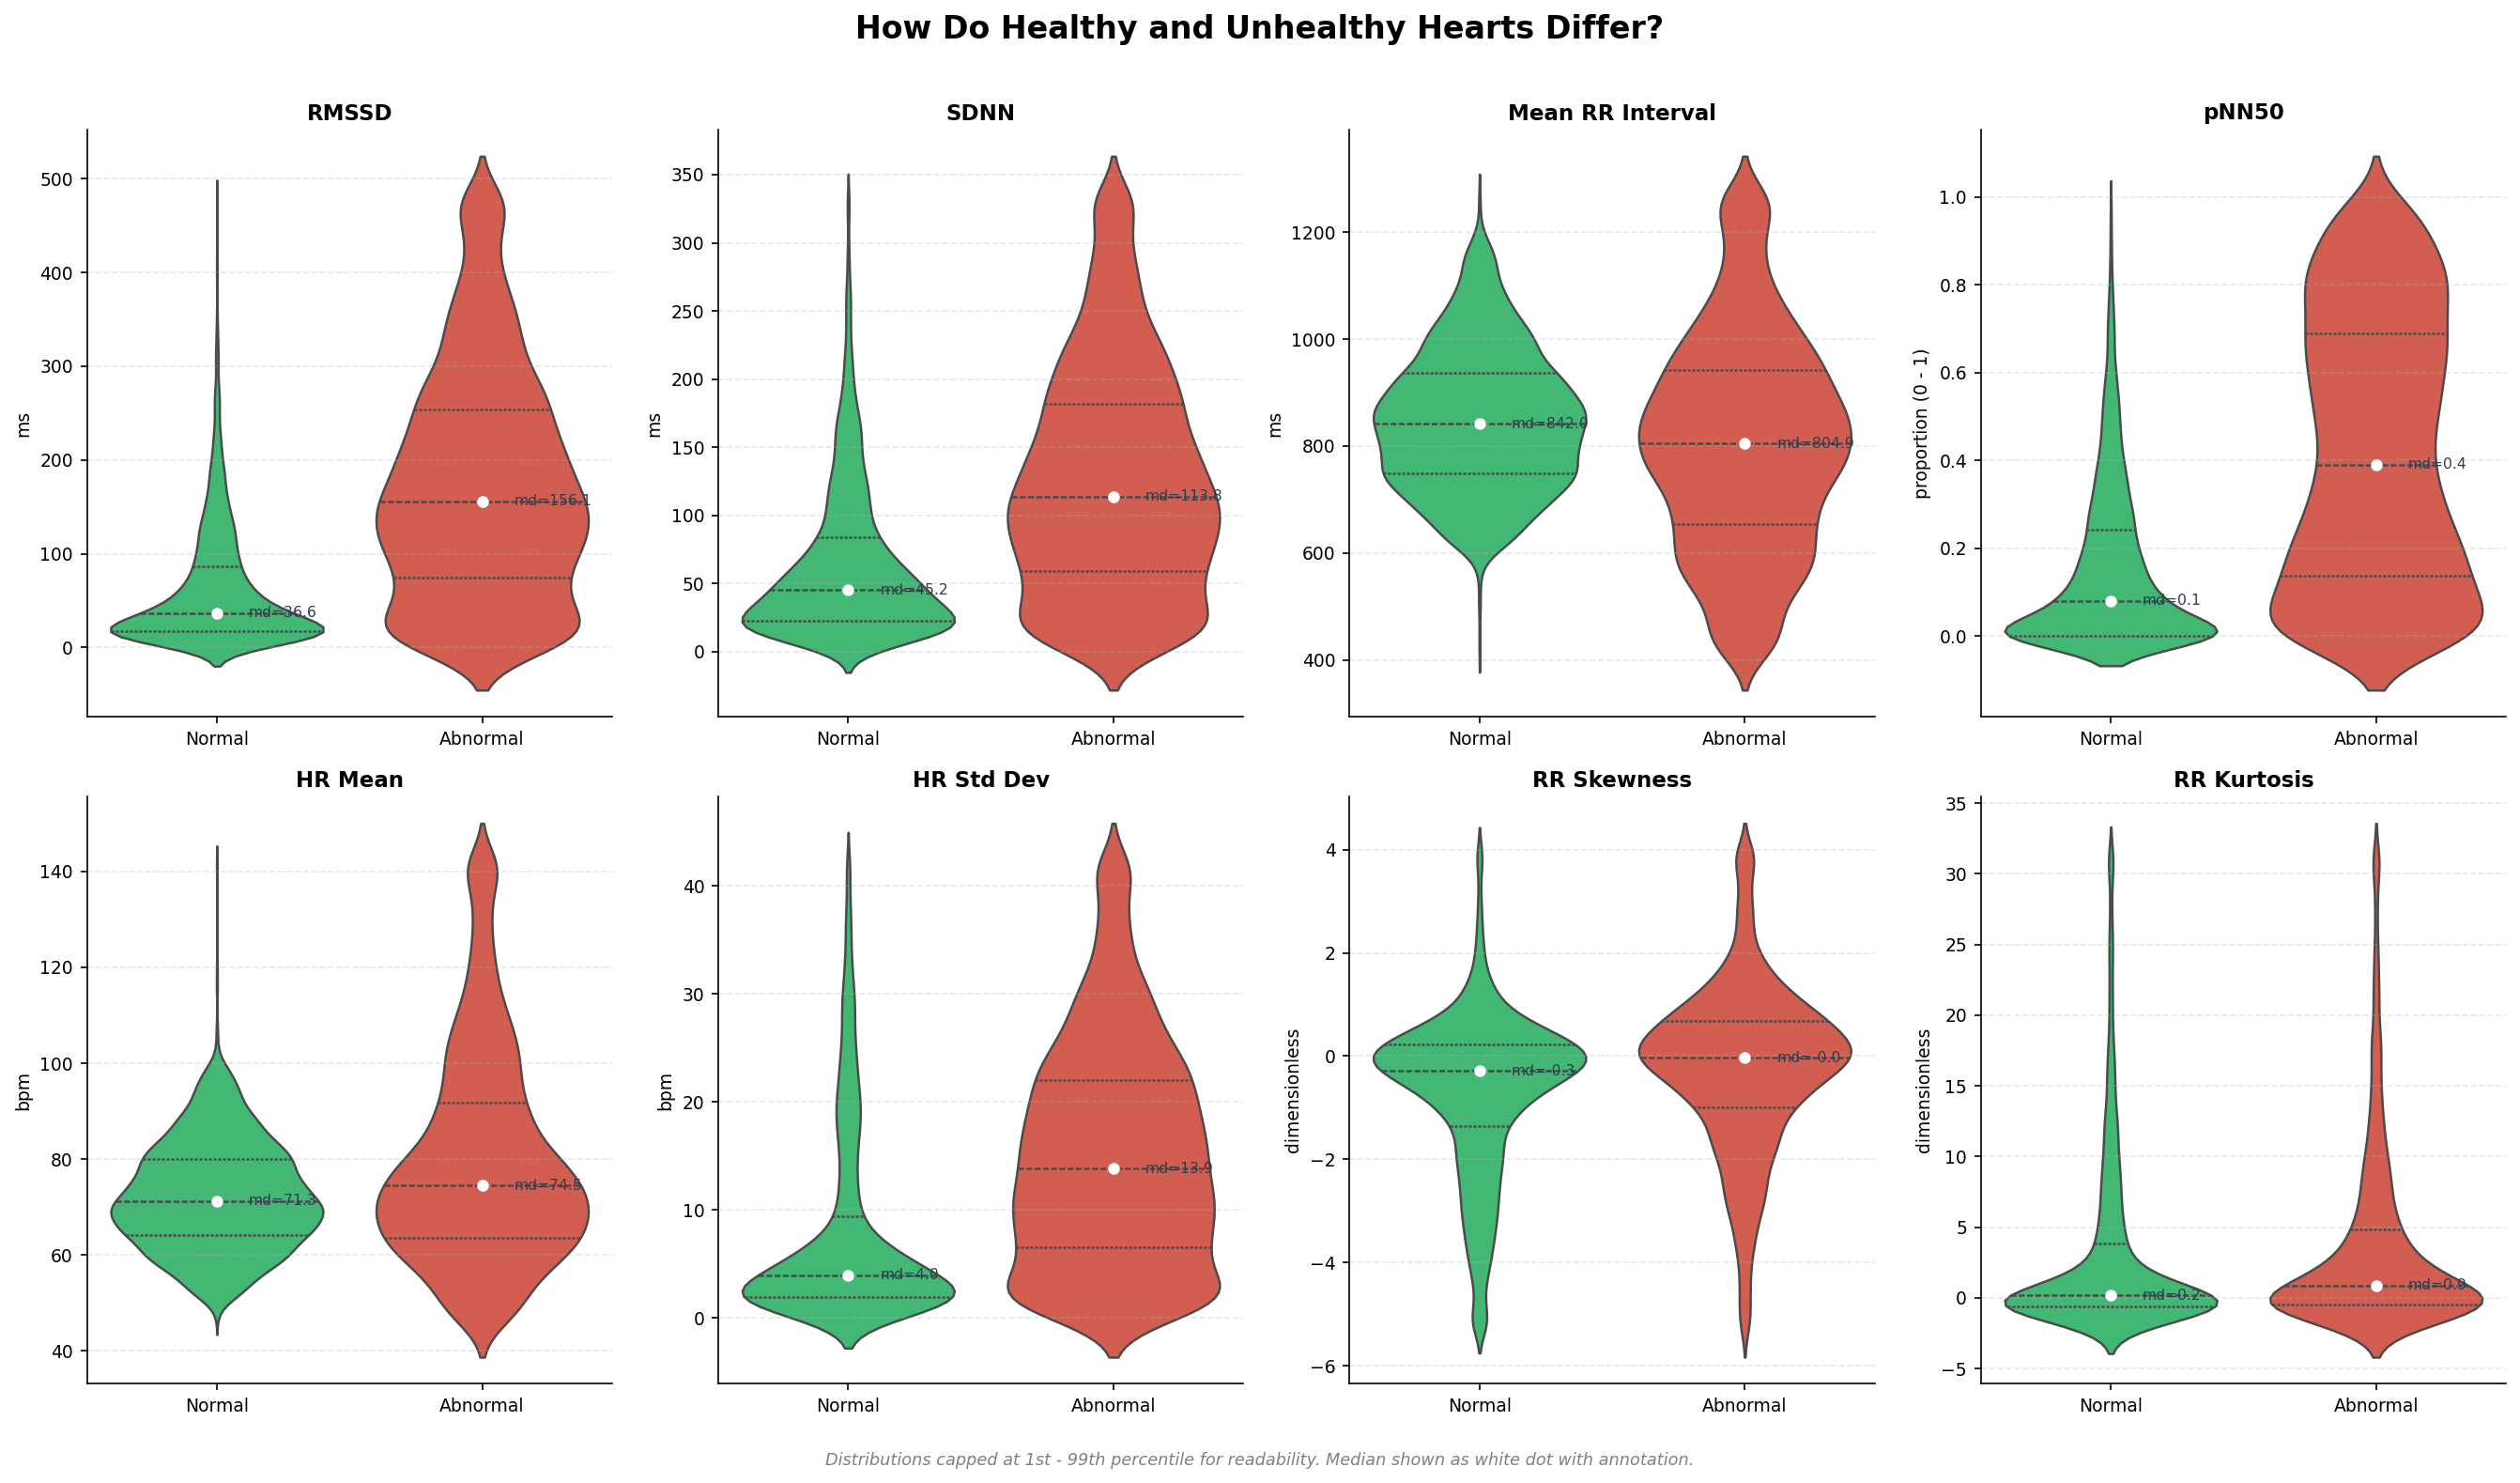 How Do Healthy and Unhealthy Hearts Differ?
RMSSD
SDNN
Mean RR Interval
pNN50
500
400
300
200
100
0
ms
md=36.6
md=156.1
Normal
Abnormal
350
300
250
200
150
100
50
0
ms
md=45.2
md=113.8
Normal
Abnormal
1200
1000
800
600
400
ms
md=842.0
md=804.9
Normal
Abnormal
1.0
0.8
0.6
0.4
0.2
0.0
proportion (0 - 1)
md=0.1
md=0.4
Normal
Abnormal
HR Mean
HR Std Dev
RR Skewness
RR Kurtosis
140
120
100
80
60
40
bpm
md=71.3
md=74.5
Normal
Abnormal
40
30
20
10
0
bpm
md=4.0
md=13.9
Normal
Abnormal
4
2
0
−2
−4
−6
dimensionless
md=-0.3
md=-0.0
Normal
Abnormal
35
30
25
20
15
10
5
0
−5
dimensionless
md=0.2
md=0.9
Normal
Abnormal
Distributions capped at 1st - 99th percentile for readability. Median shown as white dot with annotation.